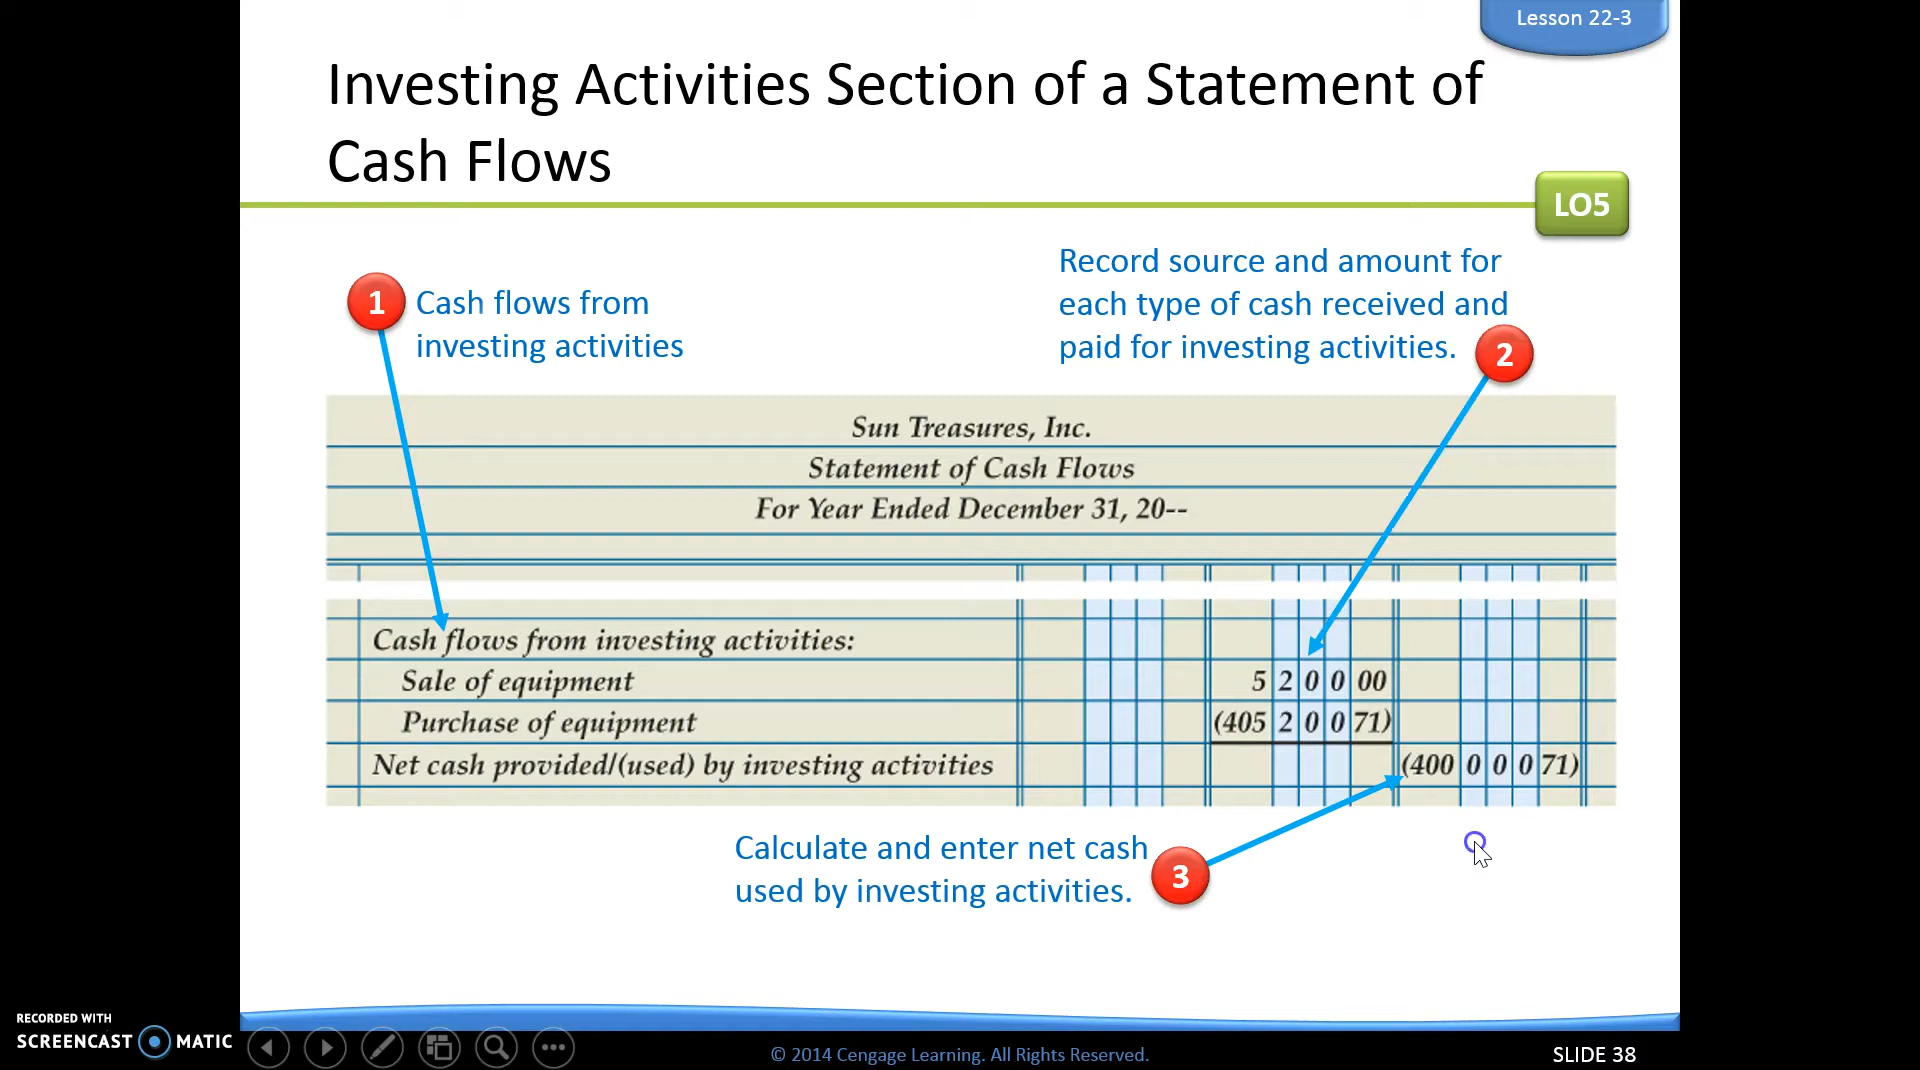 Lesson 22-3
Investing Activities Section of a Statement of
Cash Flows
LO5
1
Cash flows from
investing activities
Record source and amount for
each type of cash received and
paid for investing activities.
2
Sun Treasures, Inc.
Statement of Cash Flows
For Year Ended December 31, 20--
Cash flows from investing activities:
Sale of equipment 5 2 0 0 00
Purchase of equipment (405 2 0 0 71)
Net cash provided/(used) by investing activities (400 0 0 0 71)
Calculate and enter net cash
used by investing activities.
3
RECORDED WITH
SCREENCAST MATIC
© 2014 Cengage Learning. All Rights Reserved.
SLIDE 38